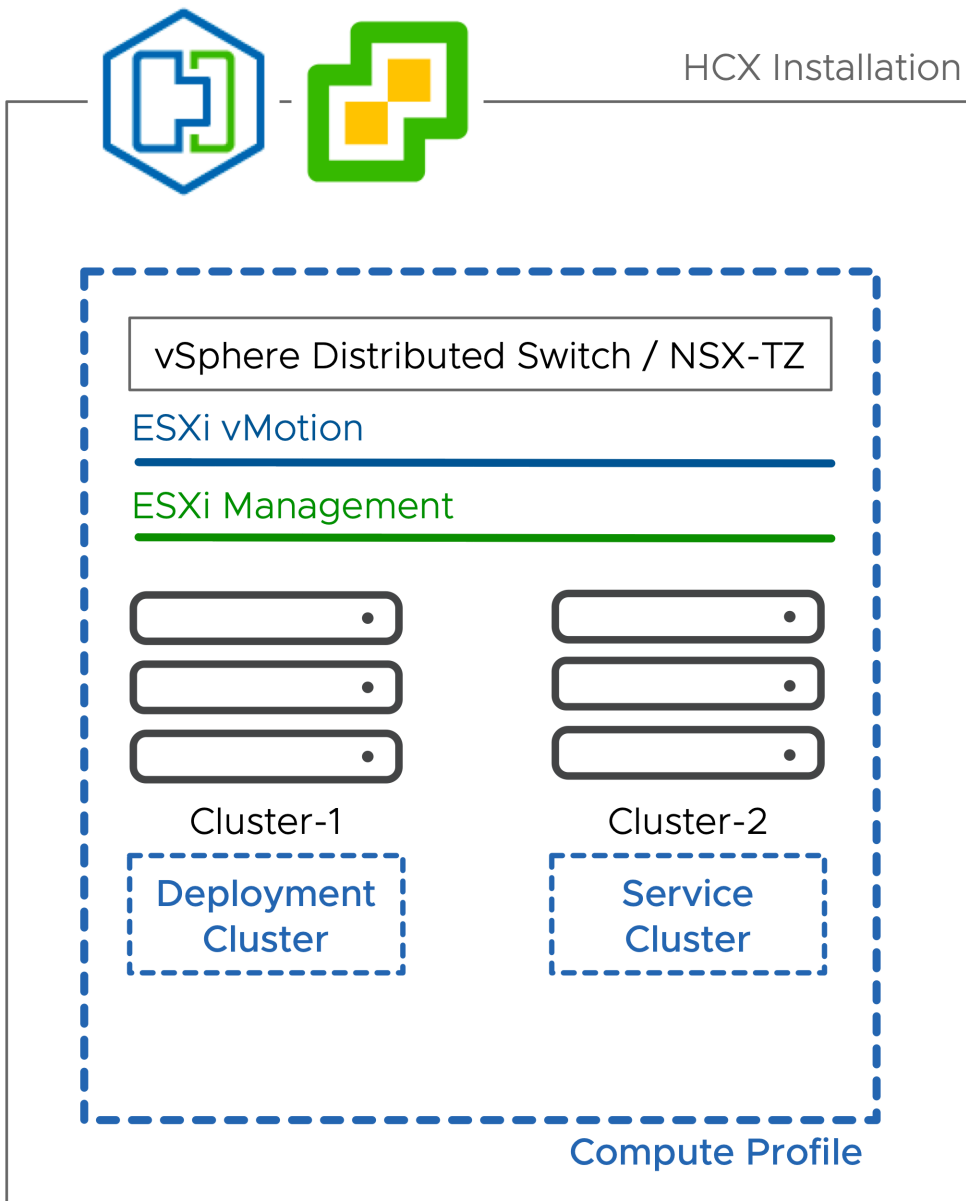 HCX Installation
vSphere Distributed Switch / NSX-TZ
ESXi vMotion
ESXi Management
Cluster-1
Deployment
Cluster
Cluster-2
Service
Cluster
Compute Profile